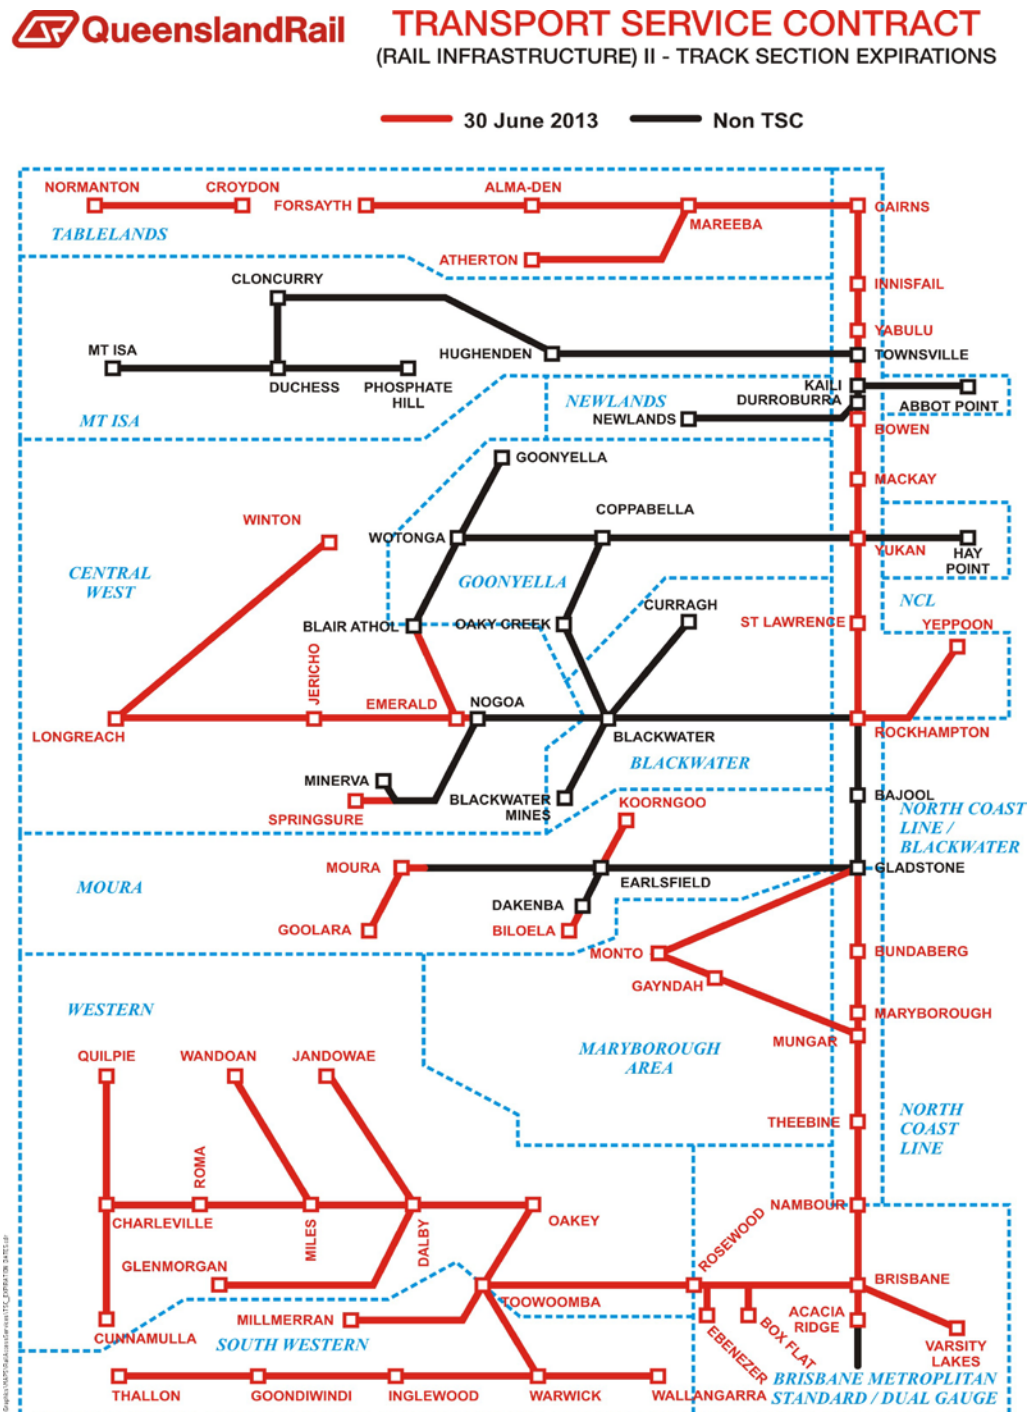 QueenslandRail
TRANSPORT SERVICE CONTRACT
(RAIL INFRASTRUCTURE) II - TRACK SECTION EXPIRATIONS
30 June 2013
Non TSC
NORMANTON
CROYDON
FORSAYTH
ALMA-DEN
MAREEBA
CAIRNS
TABLELANDS
ATHERTON
CLONCURRY
INNISFAIL
YABULU
MT ISA
HUGHENDEN
TOWNSVILLE
DUCHESS
PHOSPHATE
HILL
KAILI
DURROBURRA
ABBOT POINT
NEWLANDS
NEWLANDS
MT ISA
BOWEN
GOONYELLA
MACKAY
WINTON
COPPABELLA
WOTONGA
YUKAN
HAY
POINT
CENTRAL
WEST
GOONYELLA
NCL
CURRAGH
BLAIR ATHOL
OAKY CREEK
ST LAWRENCE
YEPPOON
JERICHO
EMERALD
NOGOA
LONGREACH
BLACKWATER
ROCKHAMPTON
BLACKWATER
MINERVA
SPRINGSURE
BLACKWATER
MINES
KOORNGOO
BAJOOL
NORTH COAST
LINE /
BLACKWATER
MOURA
MOURA
EARLSFIELD
GLADSTONE
DAKENBA
GOOLARA
BILOELA
MONTO
BUNDABERG
GAYNDAH
WESTERN
MARYBOROUGH
MUNGAR
MARYBOROUGH
AREA
QUILPIE
WANDOAN
JANDOWAE
THEEBINE
NORTH
COAST
LINE
ROMA
NAMBOUR
CHARLEVILLE
MILES
DALBY
OAKEY
ROSEWOOD
GLENMORGAN
TOOWOOMBA
BRISBANE
CUNNAMULLA
MILLMERRAN
SOUTH WESTERN
EBENEZER
BOX FLAT
ACACIA
RIDGE
VARSITY
LAKES
THALLON
GOONDIWINDI
INGLEWOOD
WARWICK
WALLANGARRA
BRISBANE METROPLITAN
STANDARD / DUAL GAUGE